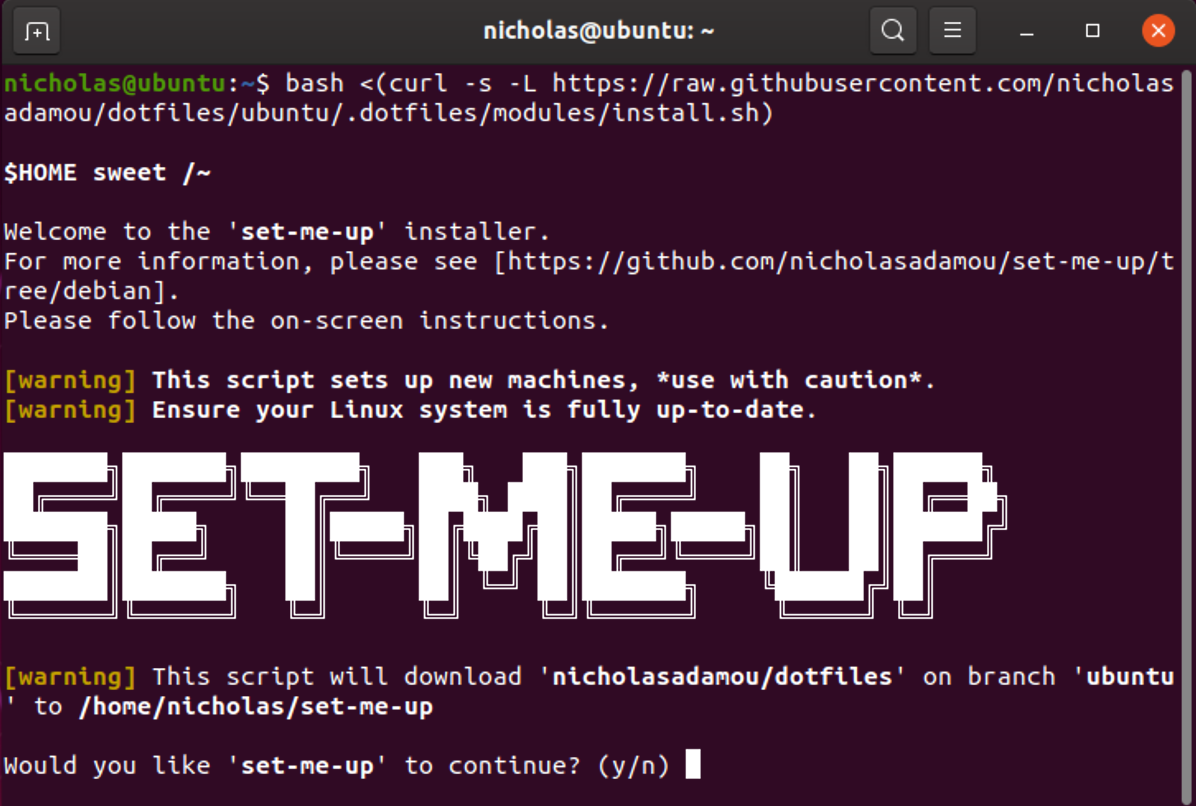 nicholas@ubuntu: ~
nicholas@ubuntu:~$ bash <(curl -s -L https://raw.githubusercontent.com/nicholas
adamou/dotfiles/ubuntu/.dotfiles/modules/install.sh)
$HOME sweet /~
Welcome to the 'set-me-up' installer.
For more information, please see [https://github.com/nicholasadamou/set-me-up/t
ree/debian].
Please follow the on-screen instructions.
[warning] This script sets up new machines, *use with caution*.
[warning] Ensure your Linux system is fully up-to-date.
SET-ME-UP
[warning] This script will download 'nicholasadamou/dotfiles' on branch 'ubuntu
' to /home/nicholas/set-me-up
Would you like 'set-me-up' to continue? (y/n)